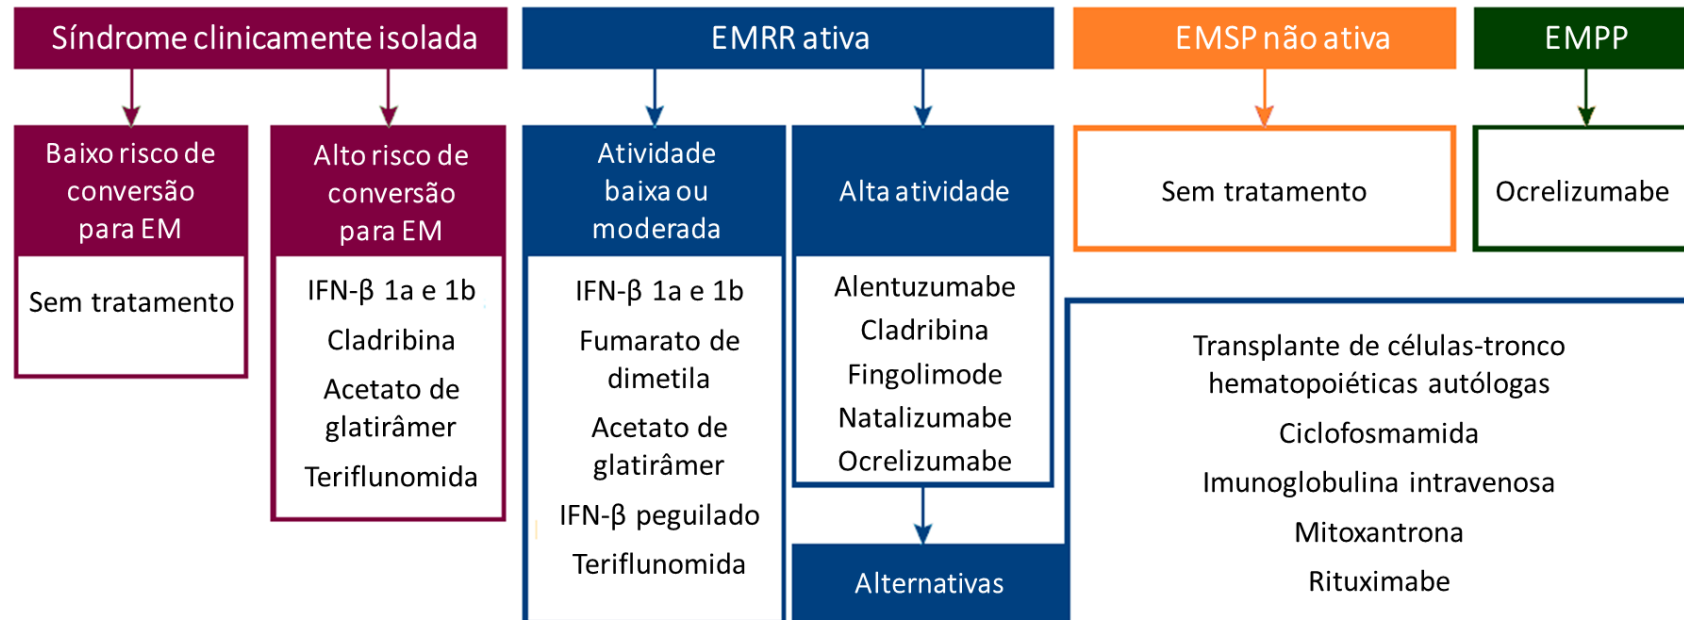 Síndrome clinicamente isolada
EMRR ativa
EMSP não ativa
EMPP
Baixo risco de
conversão
para EM
Sem tratamento
Alto risco de
conversão
para EM
IFN-β 1a e 1b
Cladribina
Acetato de
glatirâmer
Teriflunomida
Atividade
baixa ou
moderada
IFN-β 1a e 1b
Fumarato de
dimetila
Acetato de
glatirâmer
IFN-β peguilado
Teriflunomida
Alta atividade
Alentuzumabe
Cladribina
Fingolimode
Natalizumabe
Ocrelizumabe
Alternativas
Transplante de células-tronco
hematopoiéticas autólogas
Ciclofosmamida
Imunoglobulina intravenosa
Mitoxantrona
Rituximabe
Sem tratamento
Ocrelizumabe